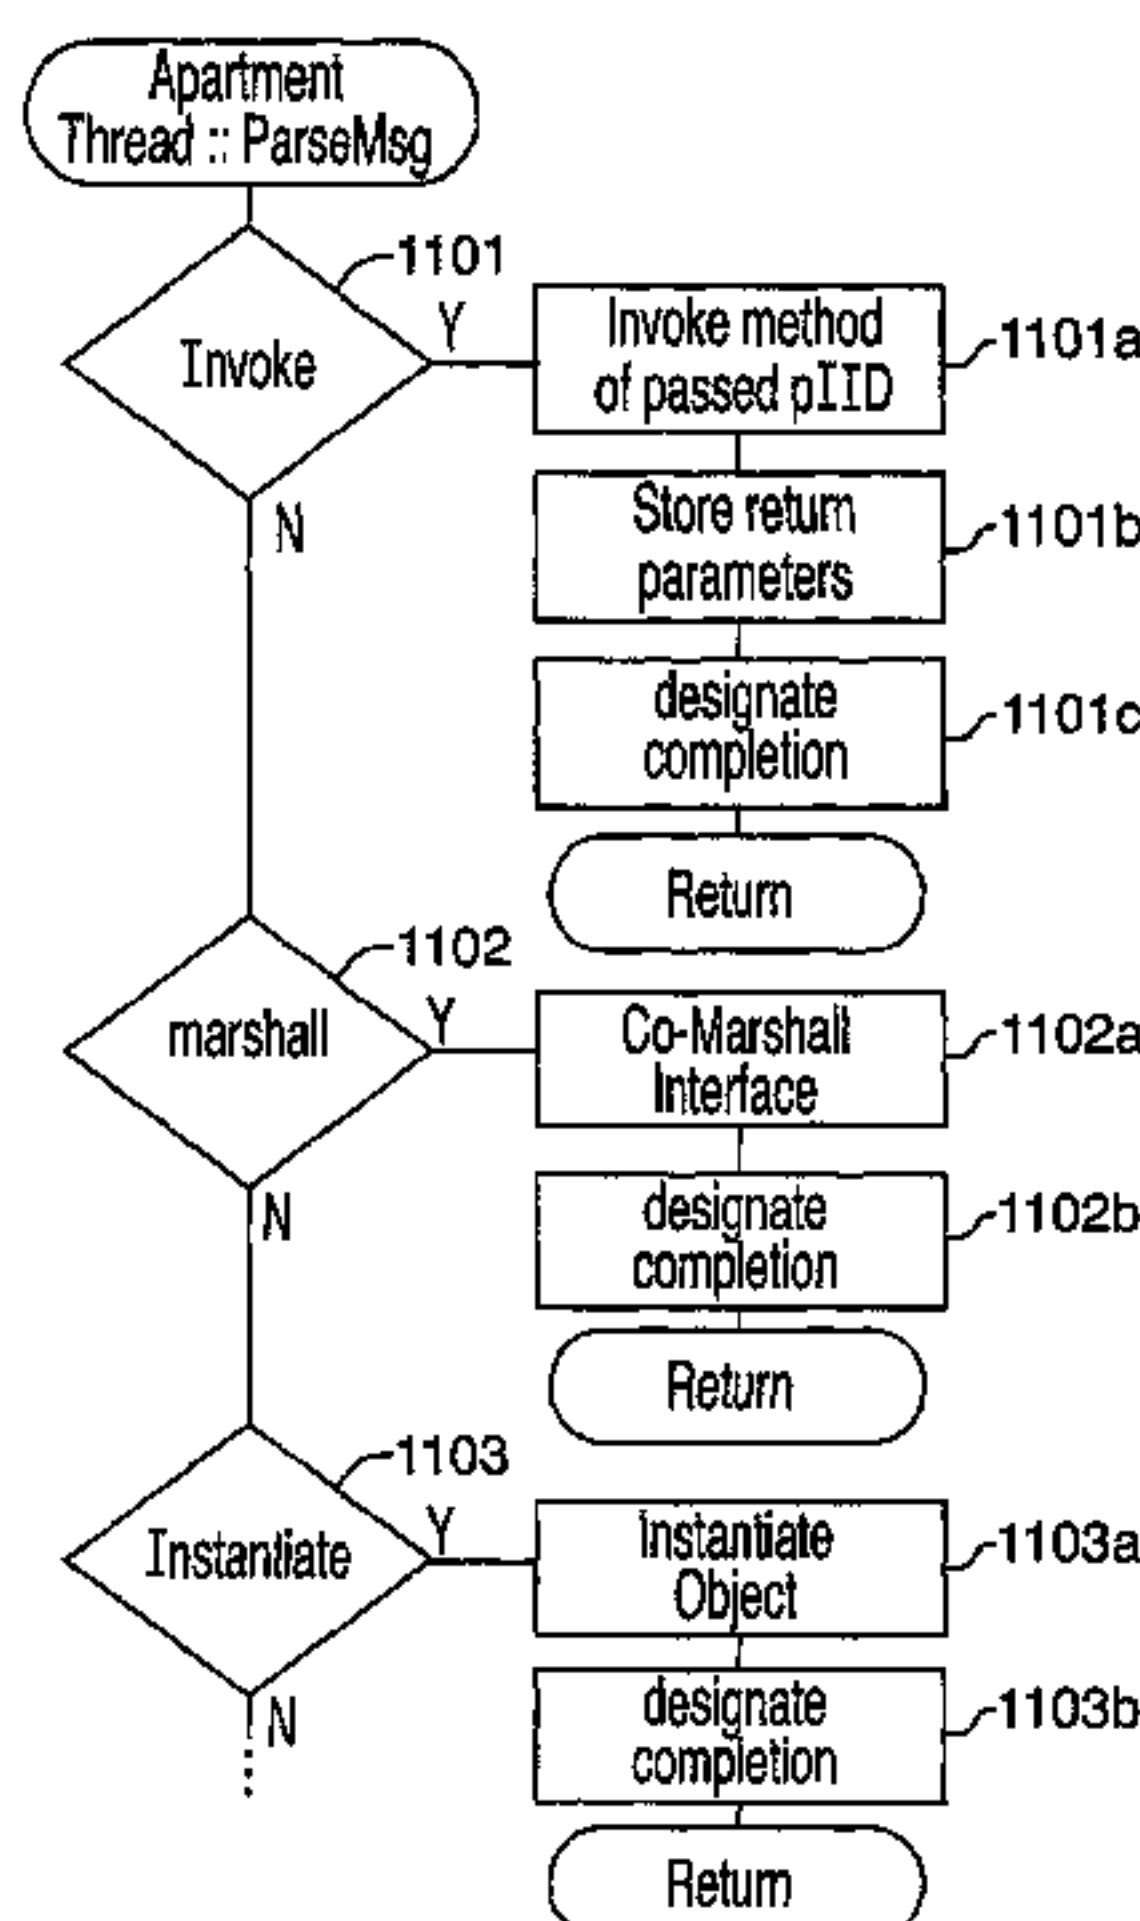 Apartment
Thread :: ParseMsg
1101
Invoke
Y
N
Invoke method
of passed pIID
1101a
Store return
parameters
1101b
designate
completion
1101c
Return
1102
marshall
Y
N
Co-Marshall
Interface
1102a
designate
completion
1102b
Return
1103
Instantiate
Y
N
Instantiate
Object
1103a
designate
completion
1103b
Return